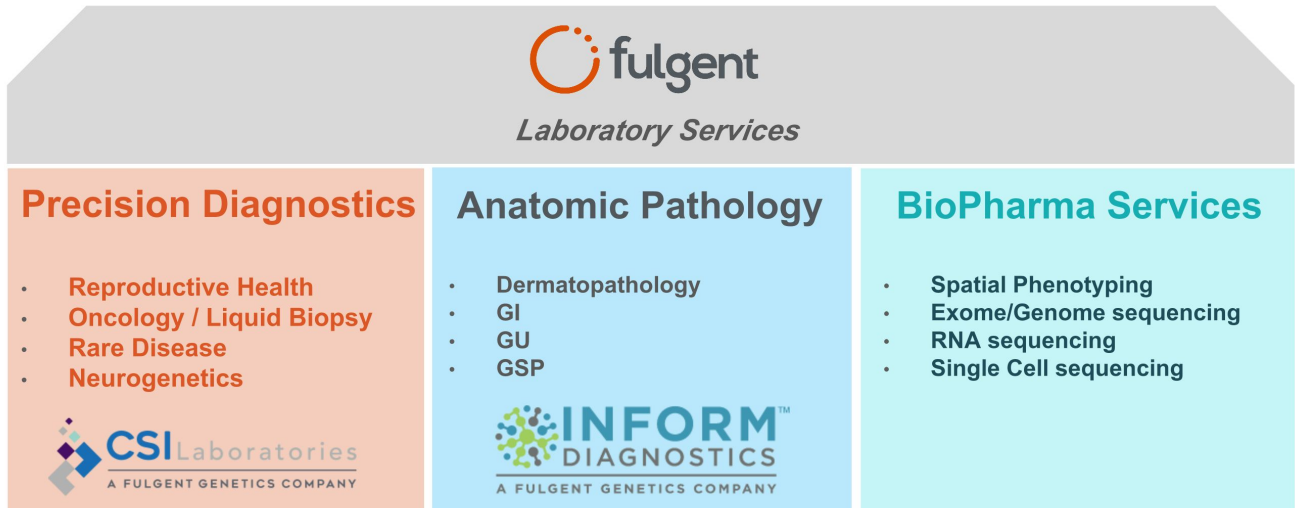 fulgent
Laboratory Services
Precision Diagnostics
• Reproductive Health
• Oncology / Liquid Biopsy
• Rare Disease
• Neurogenetics
CSI Laboratories
A FULGENT GENETICS COMPANY
Anatomic Pathology
• Dermatopathology
• GI
• GU
• GSP
INFORM™
DIAGNOSTICS
A FULGENT GENETICS COMPANY
BioPharma Services
• Spatial Phenotyping
• Exome/Genome sequencing
• RNA sequencing
• Single Cell sequencing